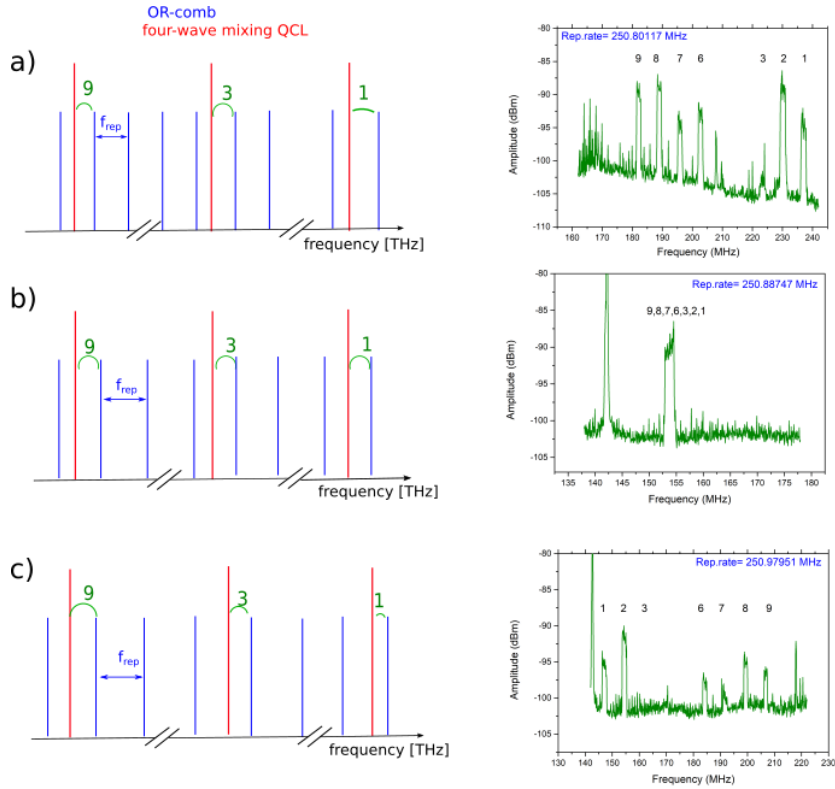 OR-comb
four-wave mixing QCL
a)
9
3
1
f_rep
frequency [THz]
Rep.rate= 250.80117 MHz
9 8 7 6 3 2 1
-80
-85
-90
-95
-100
-105
-110
Amplitude (dBm)
160 170 180 190 200 210 220 230 240
Frequency (MHz)
b)
9
3
1
f_rep
frequency [THz]
Rep.rate= 250.88747 MHz
9,8,7,6,3,2,1
-80
-85
-90
-95
-100
-105
Amplitude (dBm)
135 140 145 150 155 160 165 170 175 180
Frequency (MHz)
c)
9
3
1
f_rep
frequency [THz]
Rep.rate= 250.97951 MHz
1 2 3 6 7 8 9
-80
-85
-90
-95
-100
-105
Amplitude (dBm)
130 140 150 160 170 180 190 200 210 220 230
Frequency (MHz)